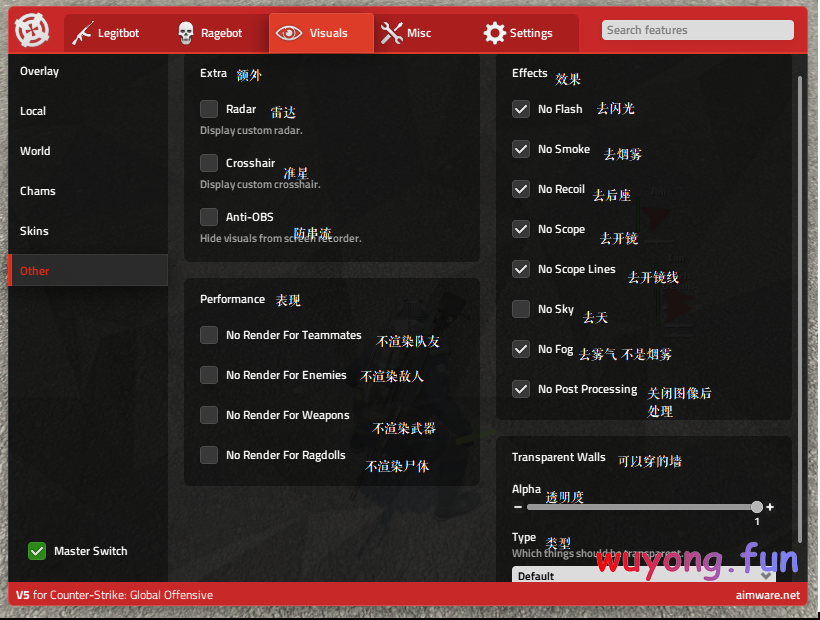 Legitbot
Ragebot
Visuals
Misc
Settings
Search features
Overlay
Local
World
Chams
Skins
Other
Master Switch
Extra 额外
Radar 雷达
Display custom radar.
Crosshair 准星
Display custom crosshair.
Anti-OBS 防串流
Hide visuals from screen recorder.
Performance 表现
No Render For Teammates 不渲染队友
No Render For Enemies 不渲染敌人
No Render For Weapons 不渲染武器
No Render For Ragdolls 不渲染尸体
Effects 效果
No Flash 去闪光
No Smoke 去烟雾
No Recoil 去后座
No Scope 去开镜
No Scope Lines 去开镜线
No Sky 去天
No Fog 去雾气 不是烟雾
No Post Processing 关闭图像后
处理
Transparent Walls 可以穿的墙
Alpha 透明度
1
Type 类型
Which things should be transparent.
Default
wuyong.fun
V5 for Counter-Strike: Global Offensive
aimware.net